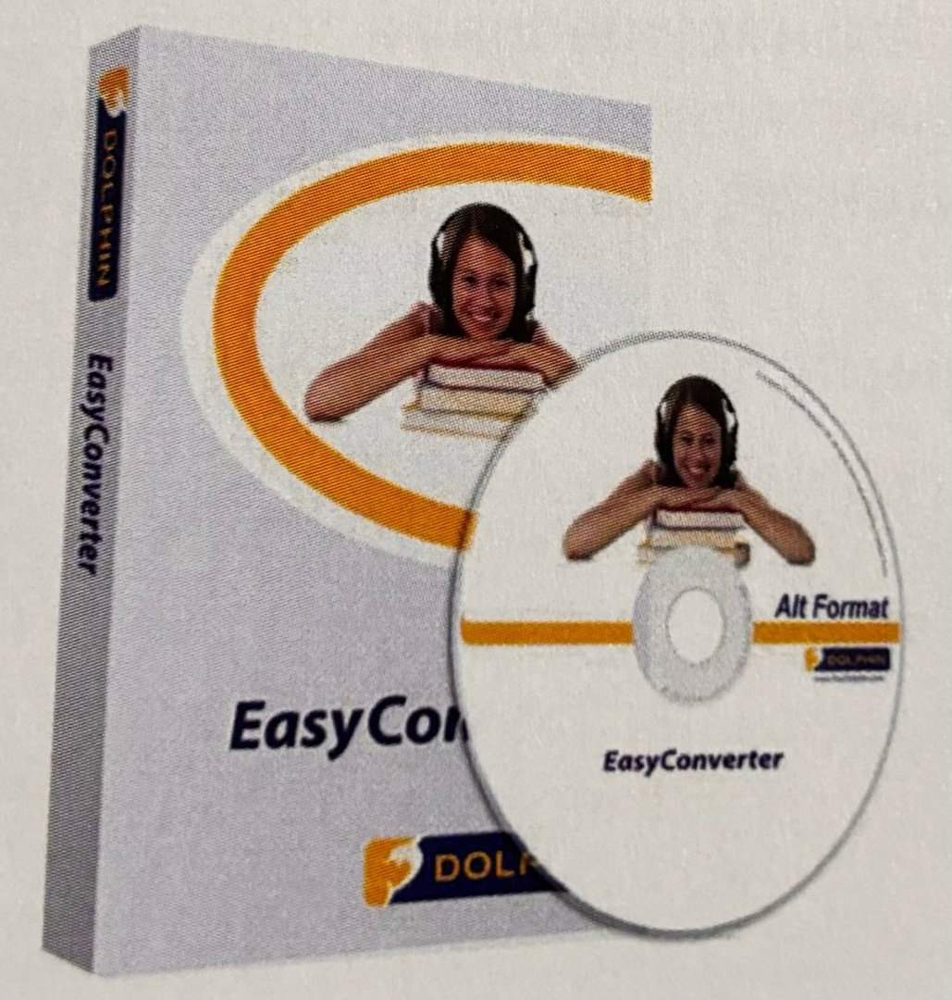 DOLPHIN
EasyConverter
EasyCon
DOLP
Alt Format
DOLPHIN
EasyConverter